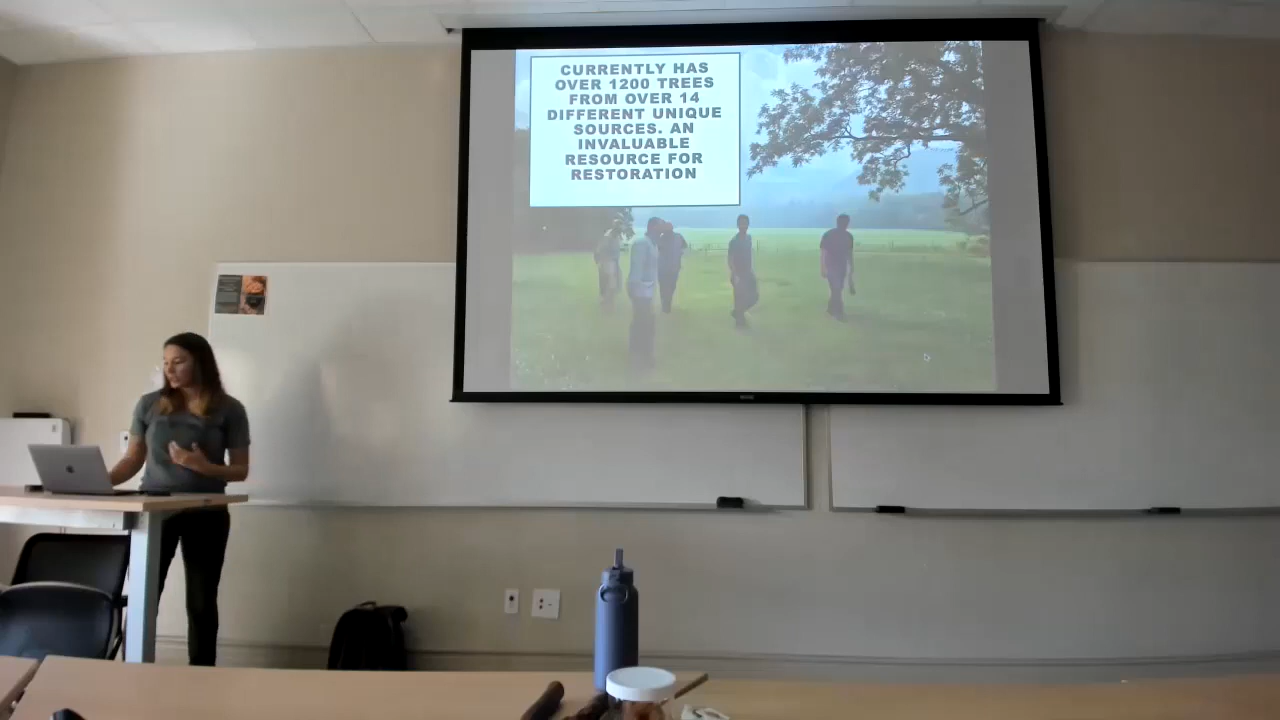 CURRENTLY HAS
OVER 1200 TREES
FROM OVER 14
DIFFERENT UNIQUE
SOURCES. AN
INVALUABLE
RESOURCE FOR
RESTORATION